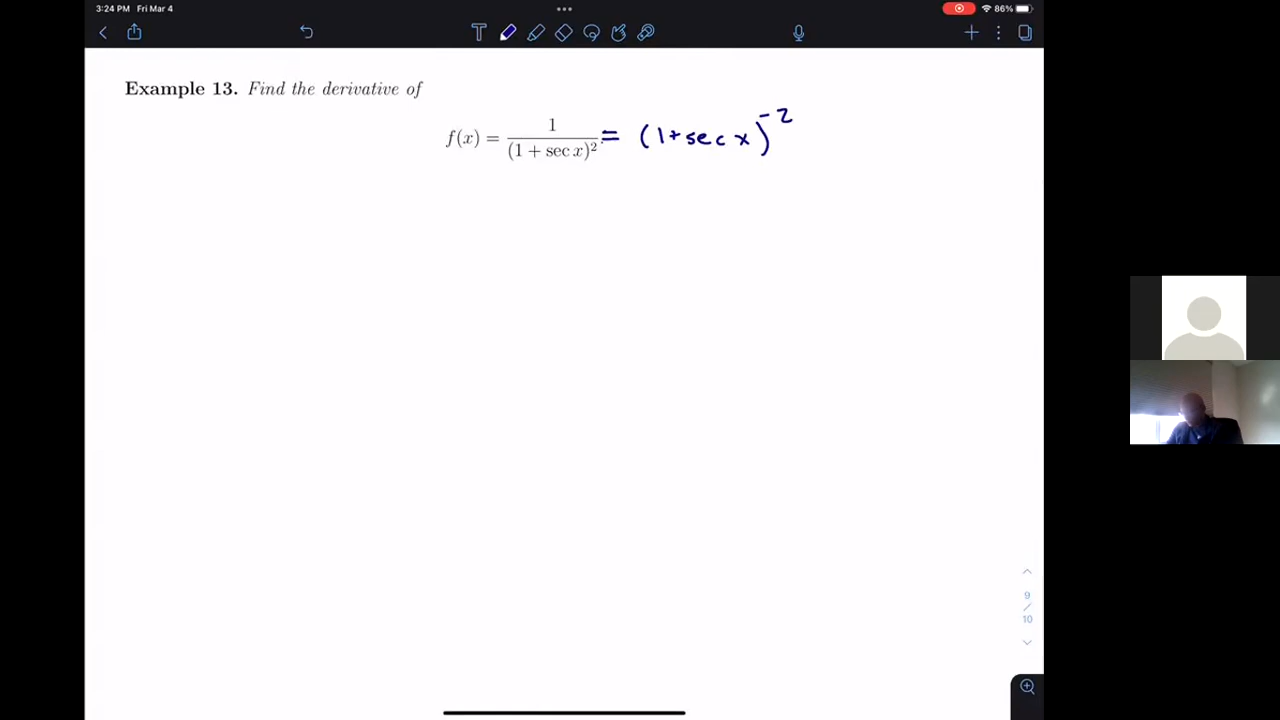 3:24 PM Fri Mar 4
86%
T
Example 13. Find the derivative of
f(x) = 1/(1 + sec x)². = (1+sec x)⁻²
9
/
10